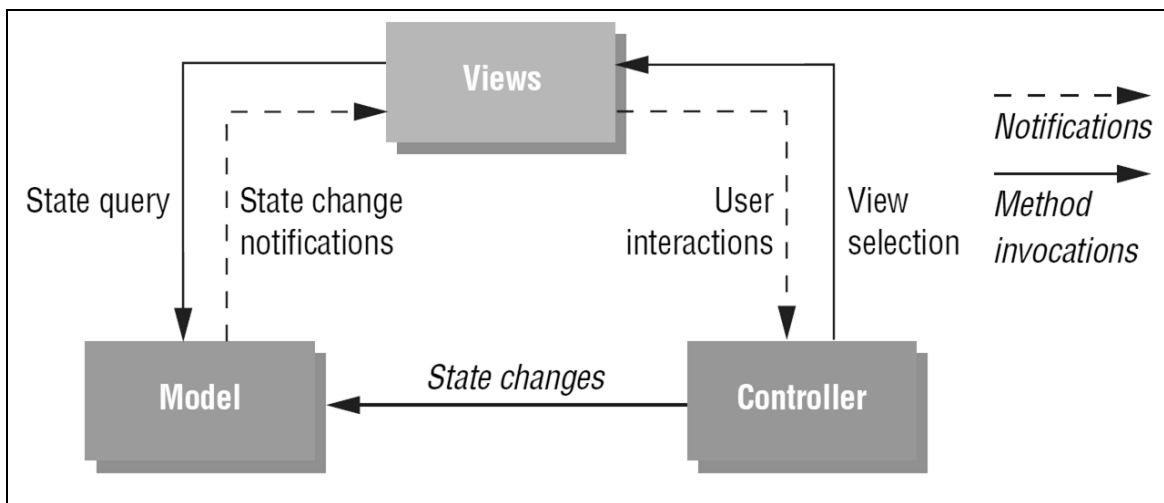 Views
Notifications
State query
State change
notifications
User
interactions
View
selection
Method
invocations
Model
State changes
Controller